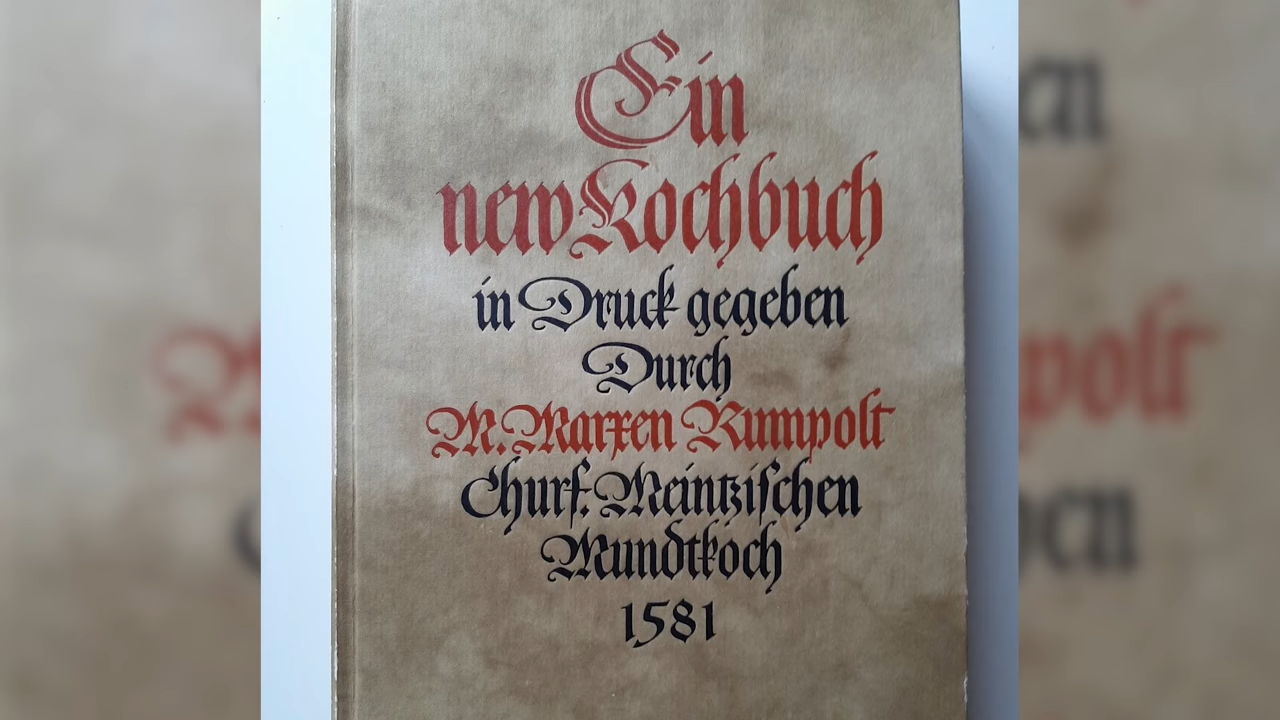 Ein
new Kochbuch
in Druck gegeben
Durch
M. Marxen Rumpolt
Churf: Meintzischen
Mundtkoch
1581